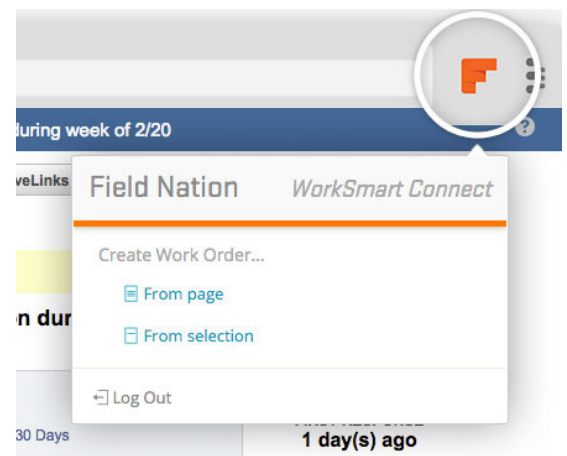 during week of 2/20
?
veLinks
Field Nation WorkSmart Connect
Create Work Order...
From page
n dur
From selection
Log Out
30 Days
1 day(s) ago